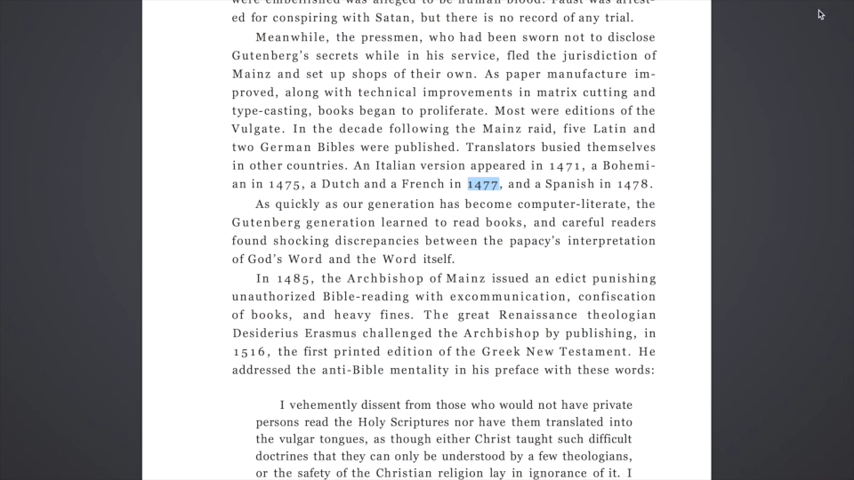 were embellished was alleged to be human blood. Faust was arrest-
ed for conspiring with Satan, but there is no record of any trial.
Meanwhile, the pressmen, who had been sworn not to disclose
Gutenberg's secrets while in his service, fled the jurisdiction of
Mainz and set up shops of their own. As paper manufacture im-
proved, along with technical improvements in matrix cutting and
type-casting, books began to proliferate. Most were editions of the
Vulgate. In the decade following the Mainz raid, five Latin and
two German Bibles were published. Translators busied themselves
in other countries. An Italian version appeared in 1471, a Bohemi-
an in 1475, a Dutch and a French in 1477, and a Spanish in 1478.
As quickly as our generation has become computer-literate, the
Gutenberg generation learned to read books, and careful readers
found shocking discrepancies between the papacy's interpretation
of God's Word and the Word itself.
In 1485, the Archbishop of Mainz issued an edict punishing
unauthorized Bible-reading with excommunication, confiscation
of books, and heavy fines. The great Renaissance theologian
Desiderius Erasmus challenged the Archbishop by publishing, in
1516, the first printed edition of the Greek New Testament. He
addressed the anti-Bible mentality in his preface with these words:
I vehemently dissent from those who would not have private
persons read the Holy Scriptures nor have them translated into
the vulgar tongues, as though either Christ taught such difficult
doctrines that they can only be understood by a few theologians,
or the safety of the Christian religion lay in ignorance of it. I